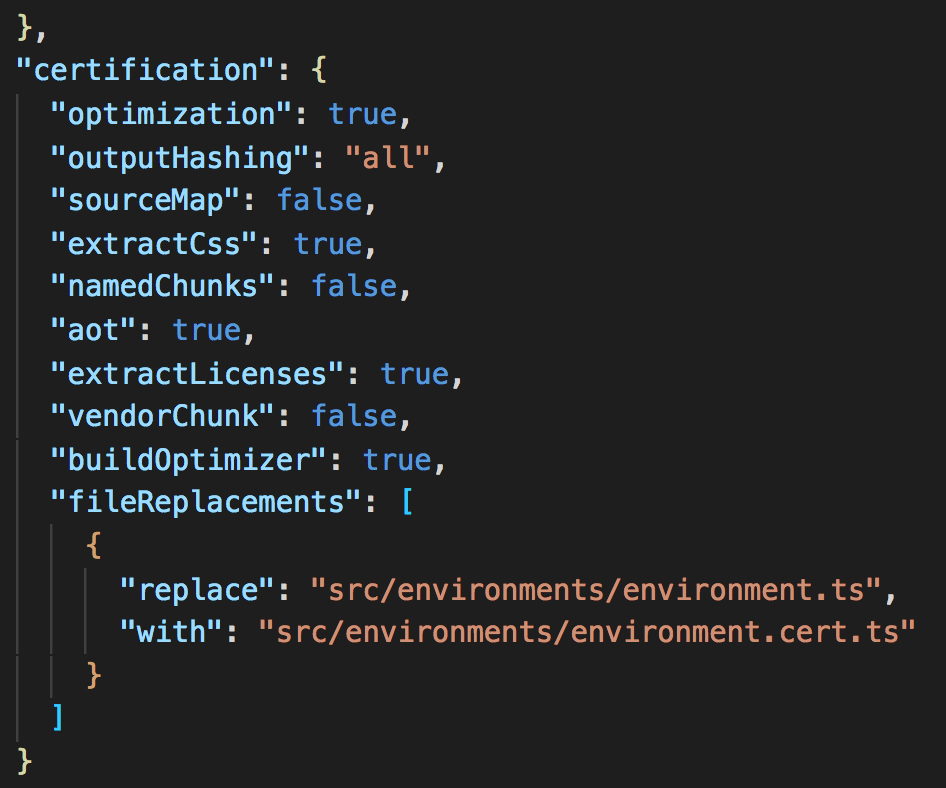 },
"certification": {
"optimization": true,
"outputHashing": "all",
"sourceMap": false,
"extractCss": true,
"namedChunks": false,
"aot": true,
"extractLicenses": true,
"vendorChunk": false,
"buildOptimizer": true,
"fileReplacements": [
{
"replace": "src/environments/environment.ts",
"with": "src/environments/environment.cert.ts"
}
]
}